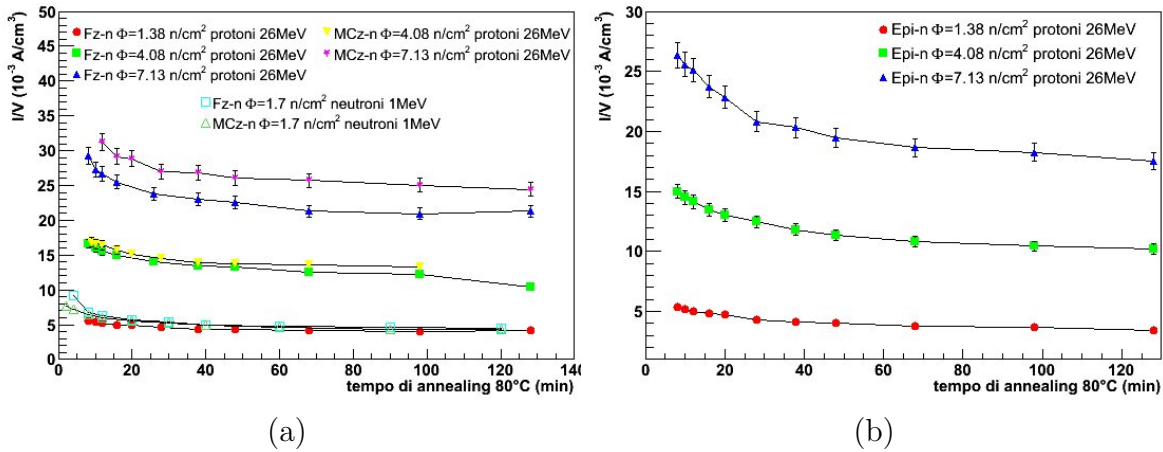 I/V (10⁻³ A/cm³)
50
45
40
35
30
25
20
15
10
5
0
Fz-n Φ=1.38 n/cm² protoni 26MeV
Fz-n Φ=4.08 n/cm² protoni 26MeV
Fz-n Φ=7.13 n/cm² protoni 26MeV
MCz-n Φ=4.08 n/cm² protoni 26MeV
MCz-n Φ=7.13 n/cm² protoni 26MeV
Fz-n Φ=1.7 n/cm² neutroni 1MeV
MCz-n Φ=1.7 n/cm² neutroni 1MeV
0 20 40 60 80 100 120 140
tempo di annealing 80°C (min)
(a)
I/V (10⁻³ A/cm³)
30
25
20
15
10
5
Epi-n Φ=1.38 n/cm² protoni 26MeV
Epi-n Φ=4.08 n/cm² protoni 26MeV
Epi-n Φ=7.13 n/cm² protoni 26MeV
0 20 40 60 80 100 120
tempo di annealing 80°C (min)
(b)